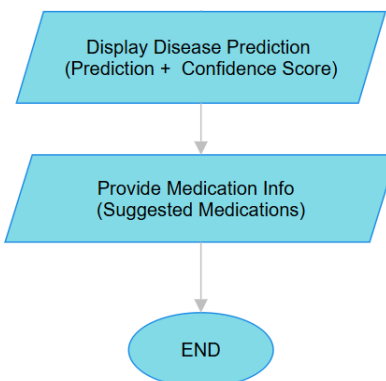 Display Disease Prediction
(Prediction + Confidence Score)
Provide Medication Info
(Suggested Medications)
END